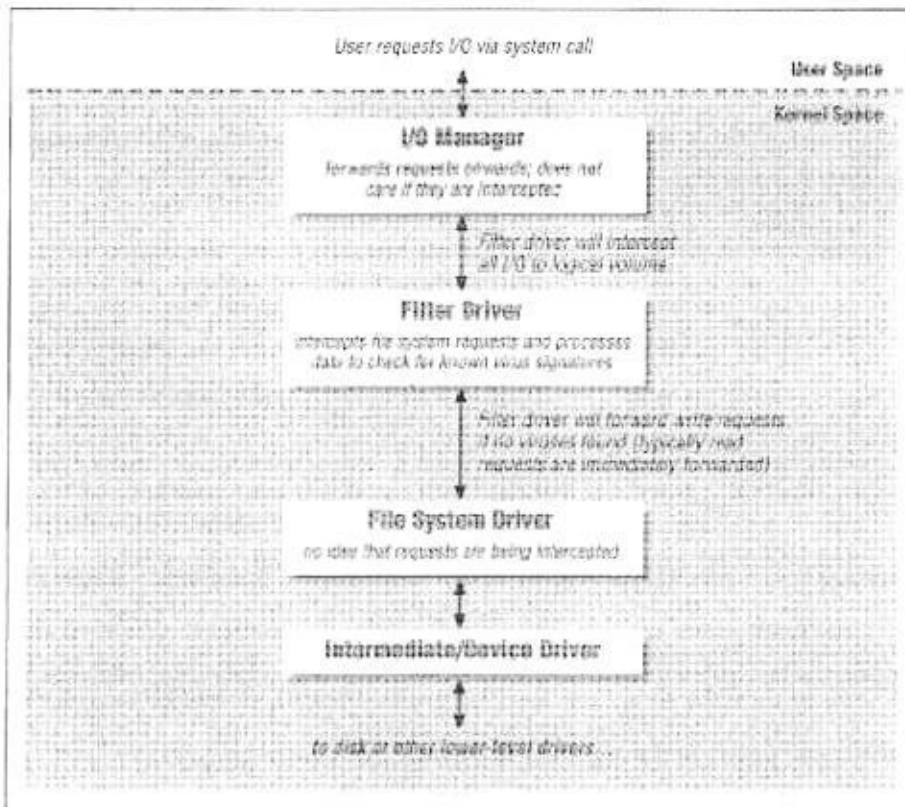 User requests I/O via system call
User Space
Kernel Space
I/O Manager
forwards requests onwards; does not
care if they are intercepted
Filter driver will intercept
all I/O to logical volume
Filter Driver
intercepts file system requests and processes
data to check for known virus signatures
Filter driver will forward write requests
if no viruses found (typically read
requests are immediately forwarded)
File System Driver
no idea that requests are being intercepted
Intermediate/Device Driver
to disk or other lower-level drivers...